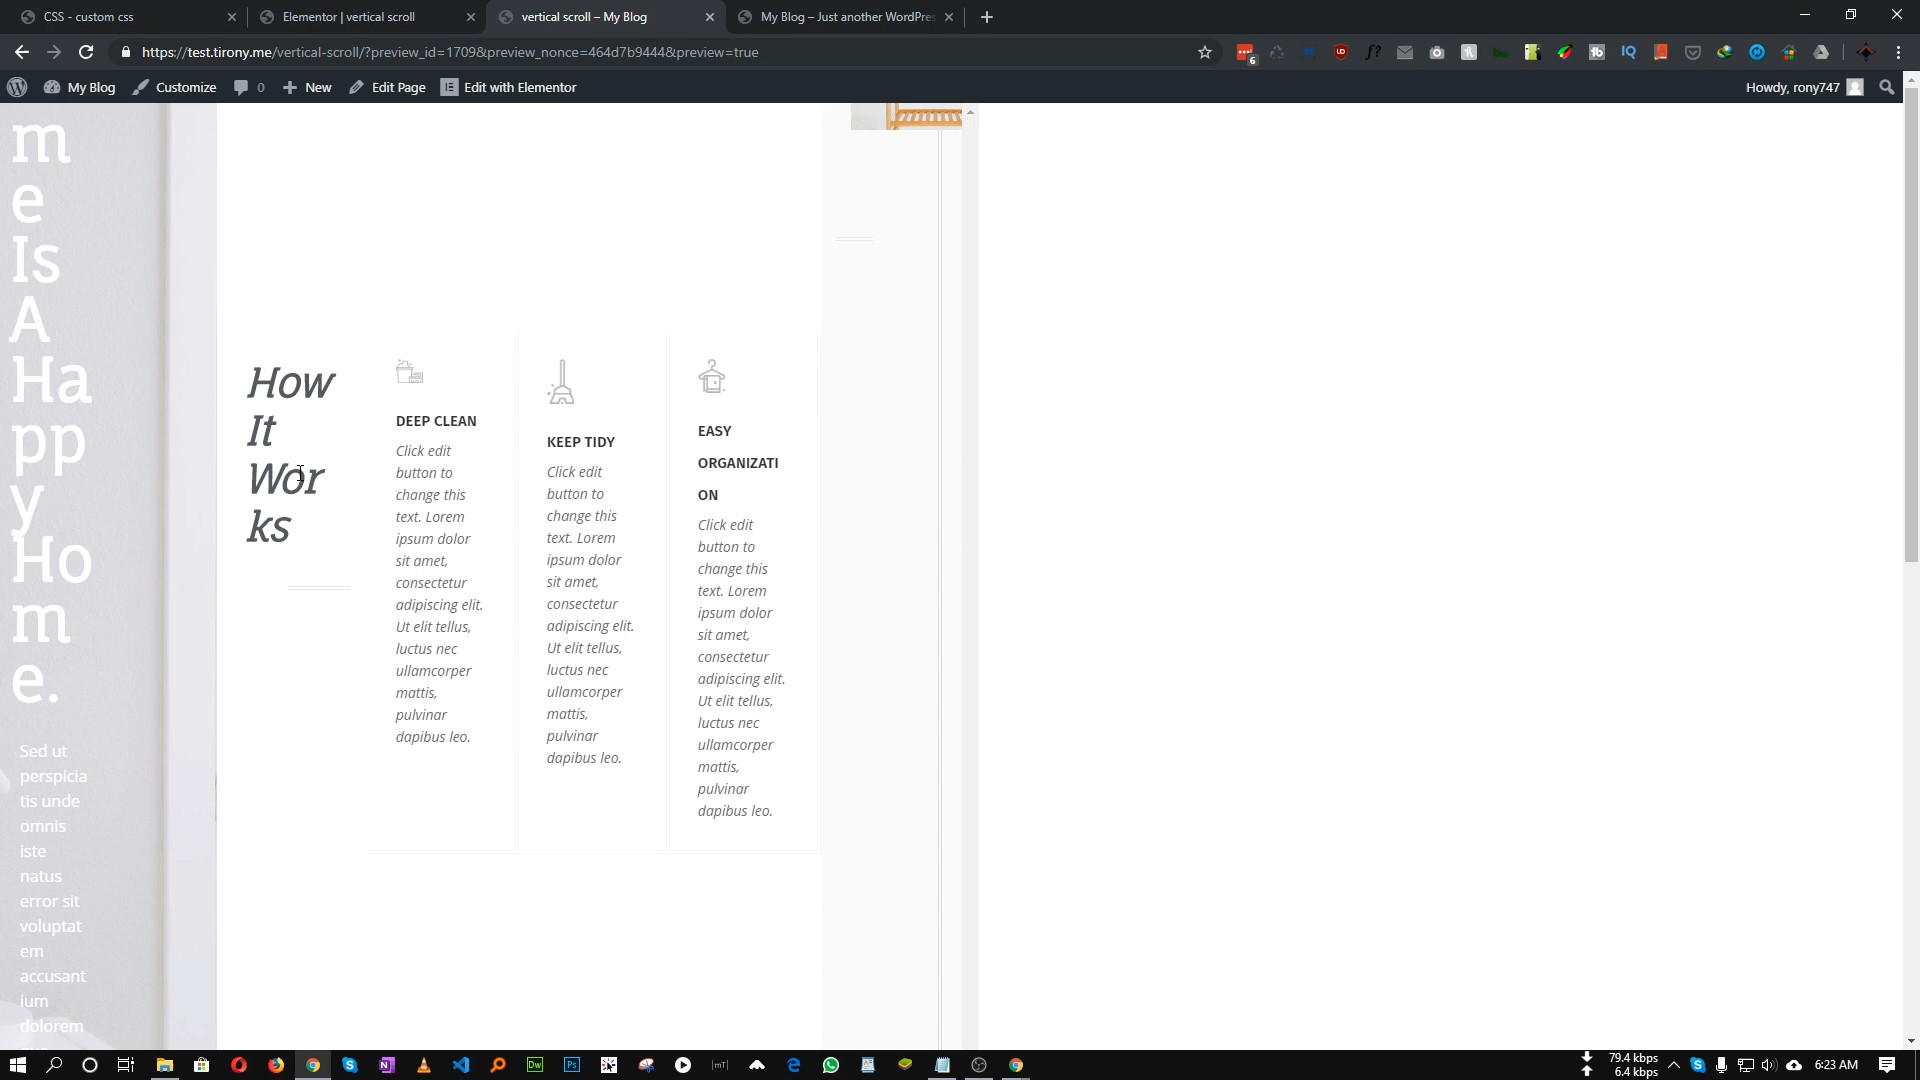 CSS - custom css
Elementor | vertical scroll
vertical scroll – My Blog
My Blog – Just another WordPres
https://test.tirony.me/vertical-scroll/?preview_id=1709&preview_nonce=464d7b9444&preview=true
6
My Blog
Customize
0
New
Edit Page
Edit with Elementor
Howdy, rony747
m
e
Is
A
Ha
pp
y
Ho
m
e.
Sed ut
perspicia
tis unde
omnis
iste
natus
error sit
voluptat
em
accusant
ium
dolorem
How
It
Wor
ks
DEEP CLEAN
Click edit
button to
change this
text. Lorem
ipsum dolor
sit amet,
consectetur
adipiscing elit.
Ut elit tellus,
luctus nec
ullamcorper
mattis,
pulvinar
dapibus leo.
KEEP TIDY
Click edit
button to
change this
text. Lorem
ipsum dolor
sit amet,
consectetur
adipiscing elit.
Ut elit tellus,
luctus nec
ullamcorper
mattis,
pulvinar
dapibus leo.
EASY
ORGANIZATI
ON
Click edit
button to
change this
text. Lorem
ipsum dolor
sit amet,
consectetur
adipiscing elit.
Ut elit tellus,
luctus nec
ullamcorper
mattis,
pulvinar
dapibus leo.
79.4 kbps
6.4 kbps
6:23 AM